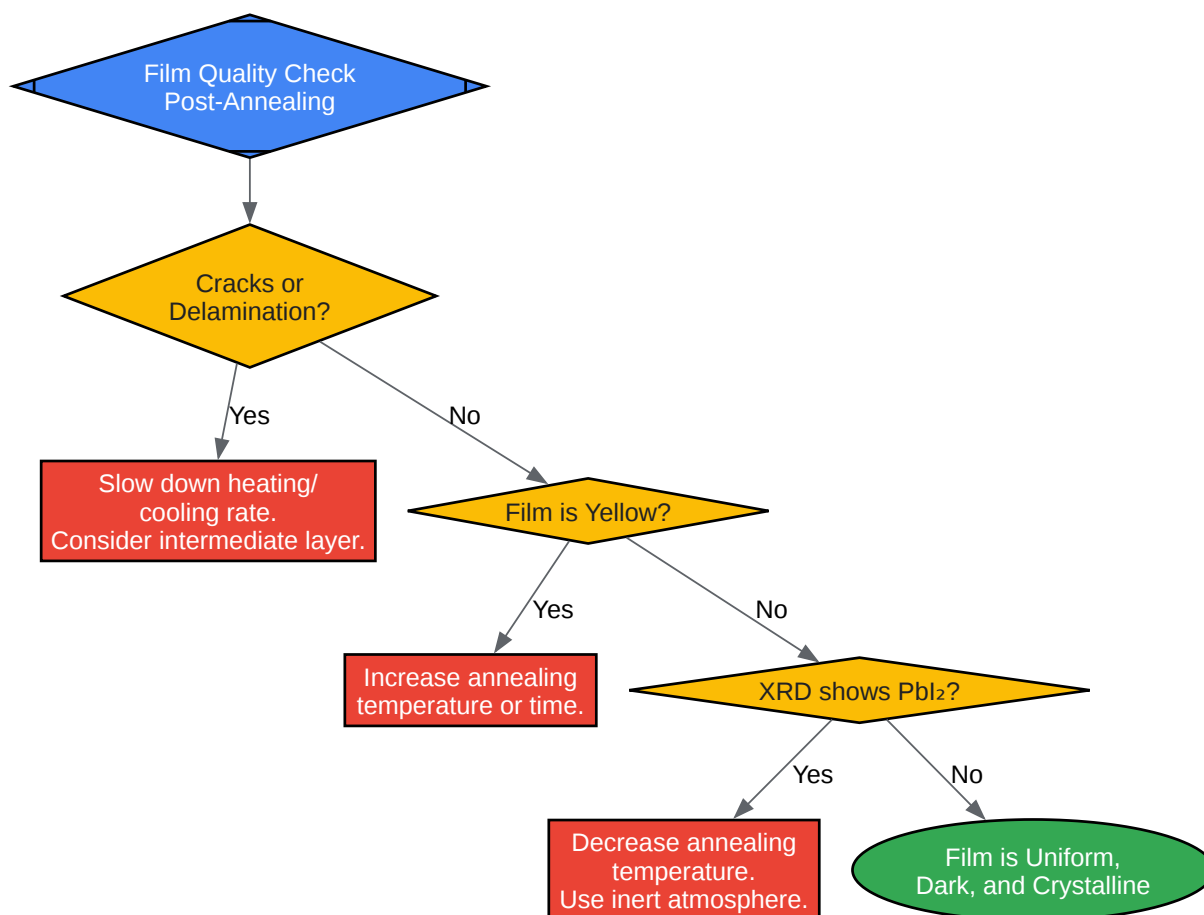 Film Quality Check
Post-Annealing
Cracks or
Delamination?
Yes
No
Slow down heating/
cooling rate.
Consider intermediate layer.
Film is Yellow?
Yes
No
Increase annealing
temperature or time.
XRD shows PbI₂?
Yes
No
Decrease annealing
temperature.
Use inert atmosphere.
Film is Uniform,
Dark, and Crystalline